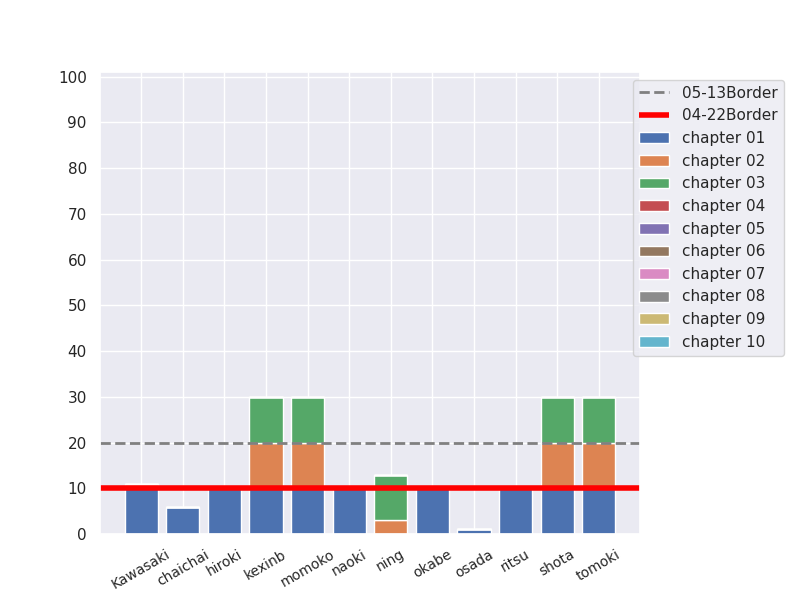 100
90
80
70
60
50
40
30
20
10
0
Kawasaki
chaichai
hiroki
kexinb
momoko
naoki
ning
okabe
osada
ritsu
shota
tomoki
05-13Border
04-22Border
chapter 01
chapter 02
chapter 03
chapter 04
chapter 05
chapter 06
chapter 07
chapter 08
chapter 09
chapter 10